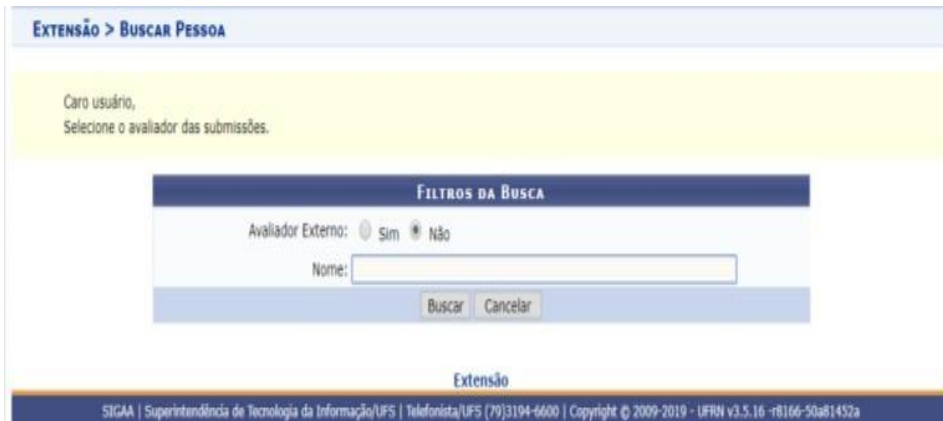 Extensão > Buscar Pessoa
Caro usuário,
Selecione o avaliador das submissões.
Filtros da Busca
Avaliador Externo: Sim Não
Nome:
Buscar Cancelar
Extensão
SIGAA | Superintendência de Tecnologia da Informação/UFS | Telefonista/UFS (79)3194-6600 | Copyright © 2009-2019 - UFRN v3.5.16 -r8166-50a81452a